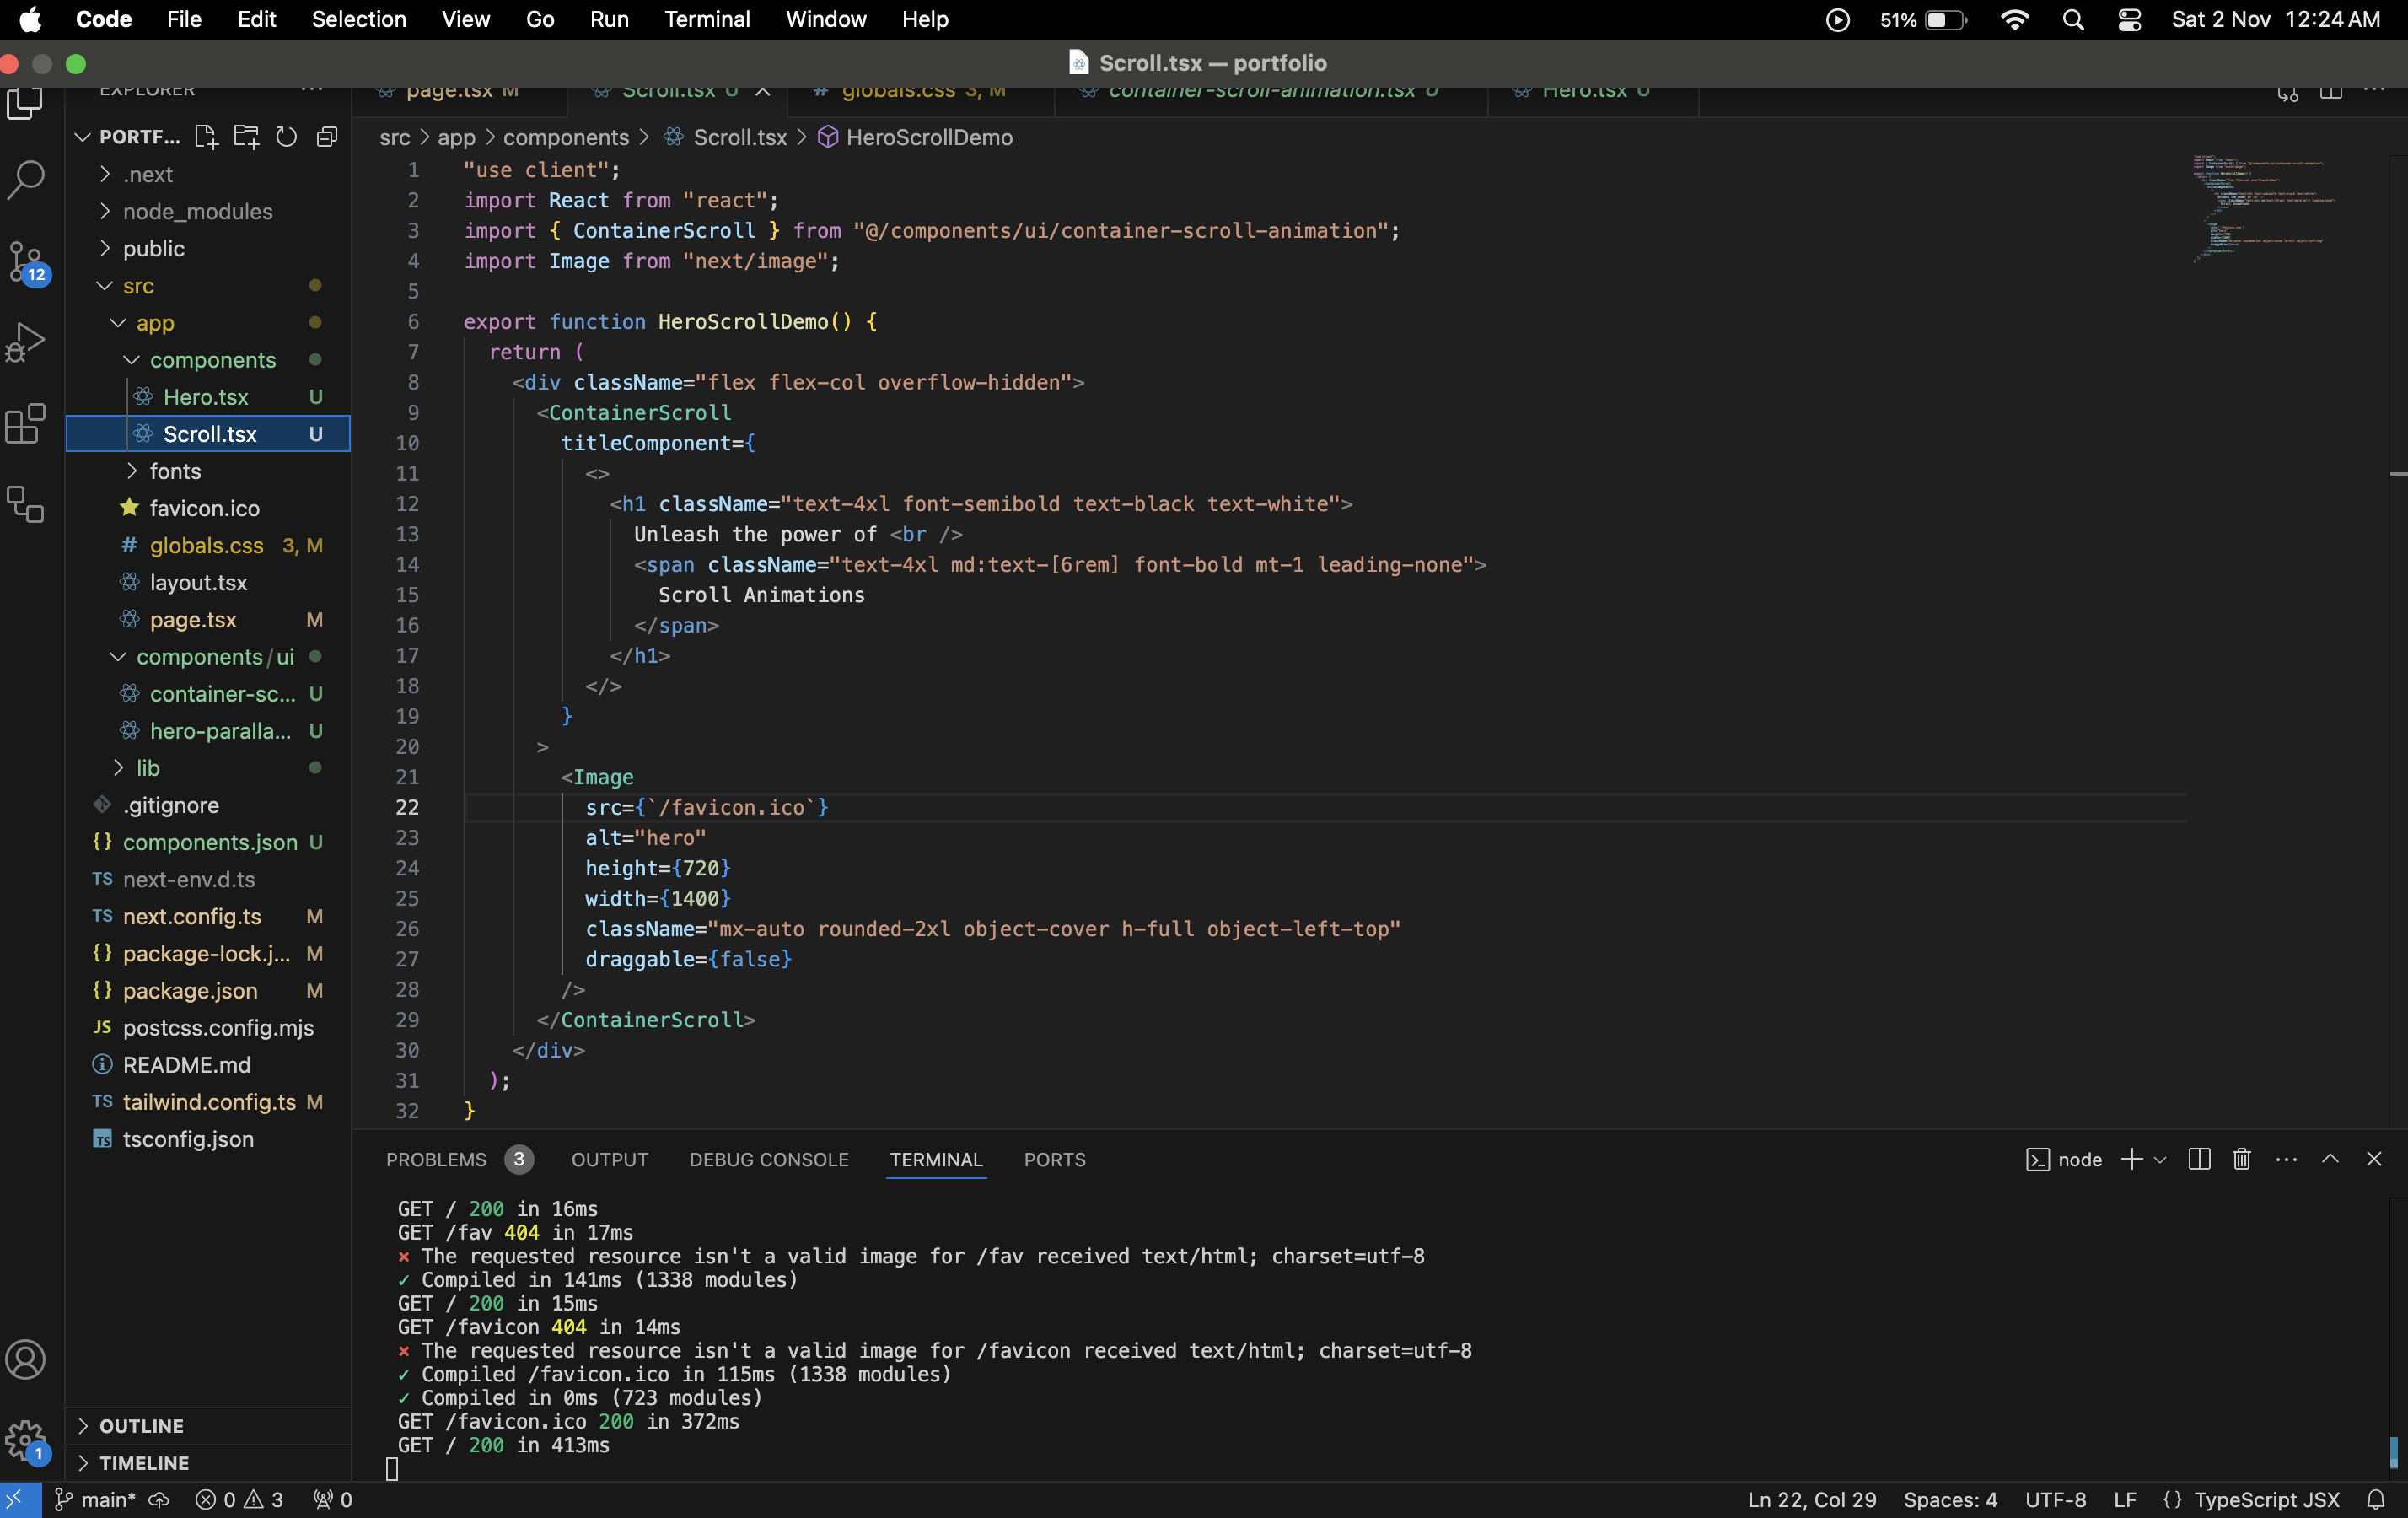 Code File Edit Selection View Go Run Terminal Window Help 51% Sat 2 Nov 12:24 AM
Scroll.tsx — portfolio
EXPLORER ... page.tsx M Scroll.tsx U globals.css 3, M container-scroll-animation.tsx U Hero.tsx U ...
PORTF...
.next
node_modules
public
12
src
app
components
Hero.tsx U
Scroll.tsx U
fonts
favicon.ico
# globals.css 3, M
layout.tsx
page.tsx M
components/ui
container-sc... U
hero-paralla... U
lib
.gitignore
{} components.json U
TS next-env.d.ts
TS next.config.ts M
{} package-lock.j... M
{} package.json M
JS postcss.config.mjs
README.md
TS tailwind.config.ts M
TS tsconfig.json
OUTLINE
TIMELINE
1
src > app > components > Scroll.tsx > HeroScrollDemo
1 "use client";
2 import React from "react";
3 import { ContainerScroll } from "@/components/ui/container-scroll-animation";
4 import Image from "next/image";
5
6 export function HeroScrollDemo() {
7 return (
8 <div className="flex flex-col overflow-hidden">
9 <ContainerScroll
10 titleComponent={
11 <>
12 <h1 className="text-4xl font-semibold text-black text-white">
13 Unleash the power of <br />
14 <span className="text-4xl md:text-[6rem] font-bold mt-1 leading-none">
15 Scroll Animations
16 </span>
17 </h1>
18 </>
19 }
20 >
21 <Image
22 src={`/favicon.ico`}
23 alt="hero"
24 height={720}
25 width={1400}
26 className="mx-auto rounded-2xl object-cover h-full object-left-top"
27 draggable={false}
28 />
29 </ContainerScroll>
30 </div>
31 );
32 }
PROBLEMS 3 OUTPUT DEBUG CONSOLE TERMINAL PORTS node
GET / 200 in 16ms
GET /fav 404 in 17ms
⨯ The requested resource isn't a valid image for /fav received text/html; charset=utf-8
✓ Compiled in 141ms (1338 modules)
GET / 200 in 15ms
GET /favicon 404 in 14ms
⨯ The requested resource isn't a valid image for /favicon received text/html; charset=utf-8
✓ Compiled /favicon.ico in 115ms (1338 modules)
✓ Compiled in 0ms (723 modules)
GET /favicon.ico 200 in 372ms
GET / 200 in 413ms
main* 0 3 0 Ln 22, Col 29 Spaces: 4 UTF-8 LF {} TypeScript JSX